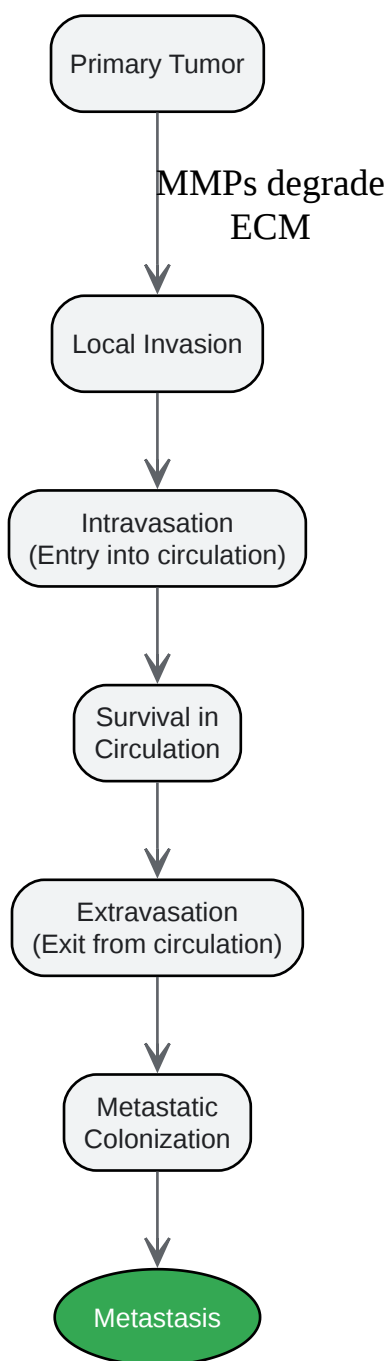 Primary Tumor
MMPs degrade
ECM
Local Invasion
Intravasation
(Entry into circulation)
Survival in
Circulation
Extravasation
(Exit from circulation)
Metastatic
Colonization
Metastasis